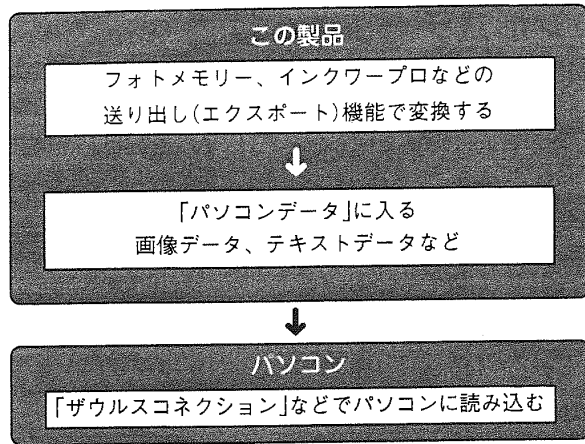 この製品
フォトメモリー、インクワープロなどの
送り出し(エクスポート)機能で変換する
「パソコンデータ」に入る
画像データ、テキストデータなど
パソコン
「ザウルスコネクション」などでパソコンに読み込む